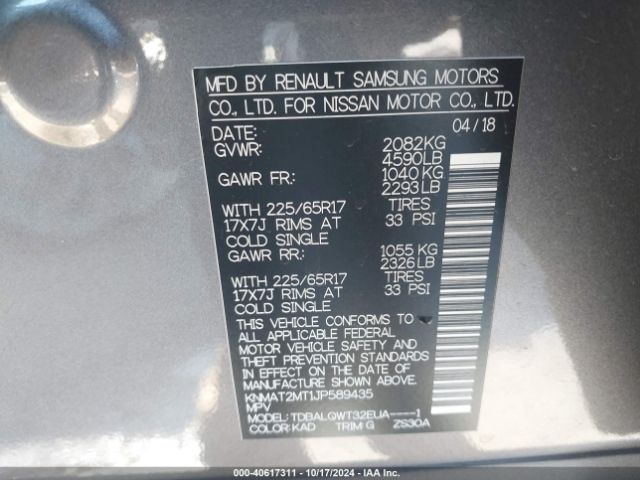 MFD BY RENAULT SAMSUNG MOTORS
CO., LTD. FOR NISSAN MOTOR CO., LTD.
DATE: 04/18
GVWR: 2082KG
4590LB
GAWR FR.: 1040 KG
2293 LB
WITH 225/65R17 TIRES
17X7J RIMS AT 33 PSI
COLD SINGLE
GAWR RR.: 1055 KG
2326 LB
WITH 225/65R17 TIRES
17X7J RIMS AT 33 PSI
COLD SINGLE
THIS VEHICLE CONFORMS TO
ALL APPLICABLE FEDERAL
MOTOR VEHICLE SAFETY AND
THEFT PREVENTION STANDARDS
IN EFFECT ON THE DATE OF
MANUFACTURE SHOWN ABOVE.
KNMAT2MT1JP589435
MPV
MODEL: TDBALQWT32EUA----1
COLOR: KAD TRIM G ZS30A
000-40617311 - 10/17/2024 - IAA Inc.